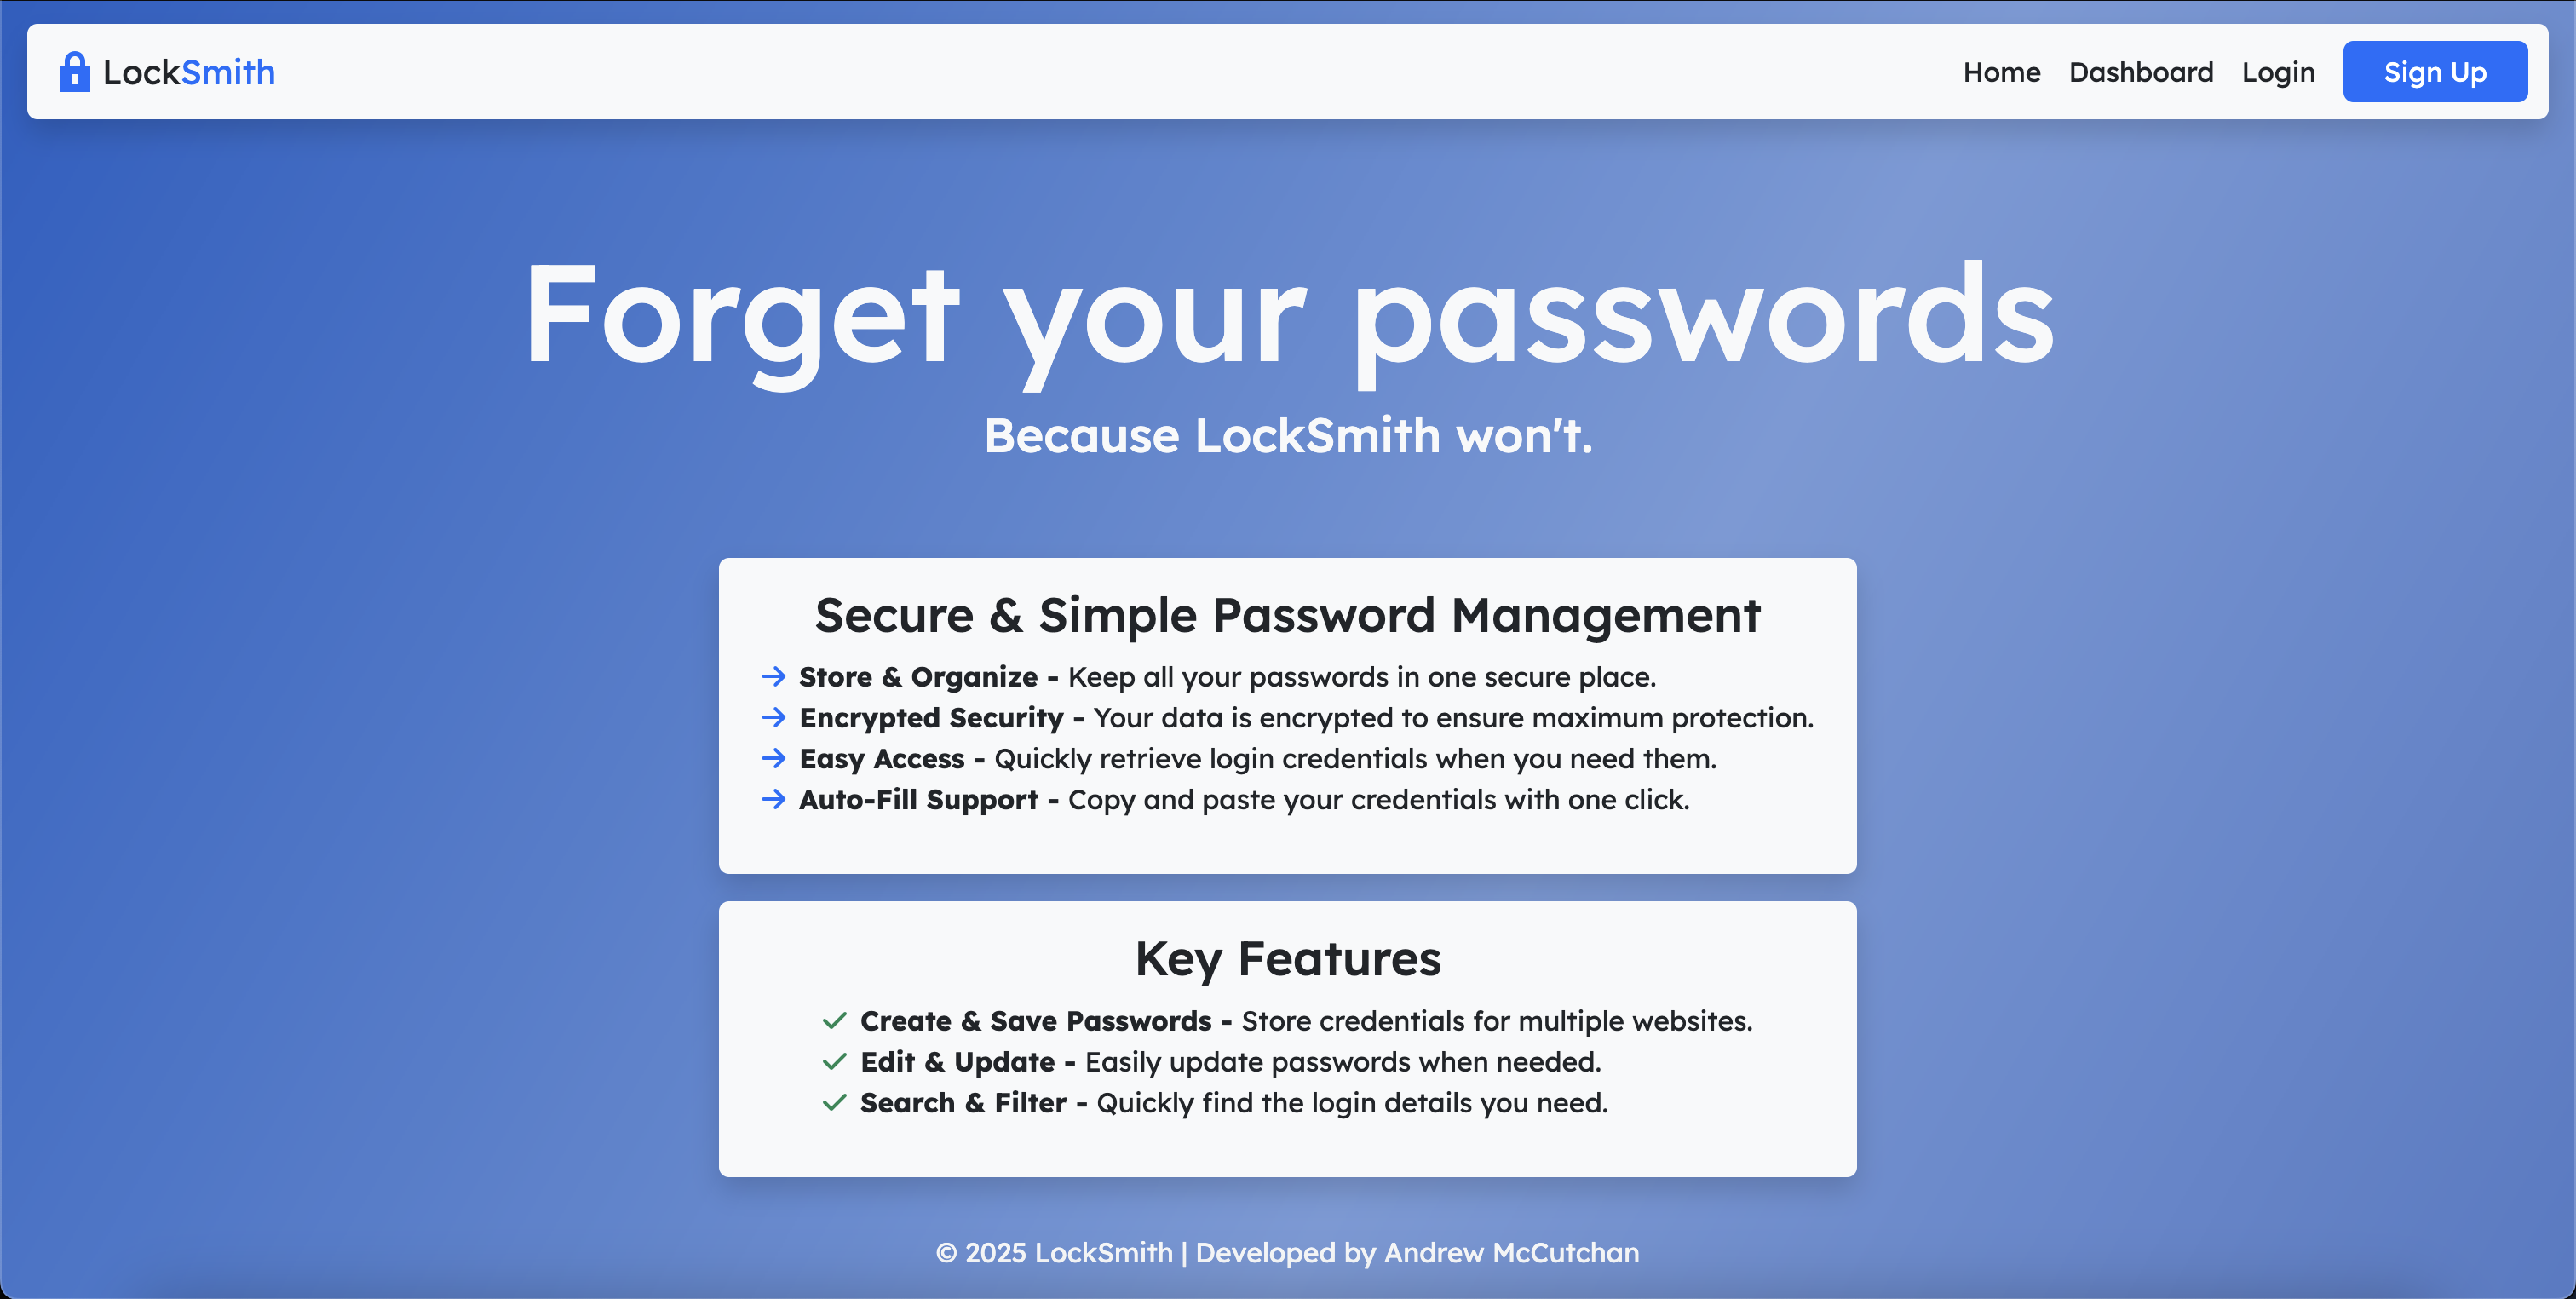 LockSmith
Home Dashboard Login Sign Up
Forget your passwords
Because LockSmith won't.
Secure & Simple Password Management
Store & Organize - Keep all your passwords in one secure place.
Encrypted Security - Your data is encrypted to ensure maximum protection.
Easy Access - Quickly retrieve login credentials when you need them.
Auto-Fill Support - Copy and paste your credentials with one click.
Key Features
Create & Save Passwords - Store credentials for multiple websites.
Edit & Update - Easily update passwords when needed.
Search & Filter - Quickly find the login details you need.
© 2025 LockSmith | Developed by Andrew McCutchan